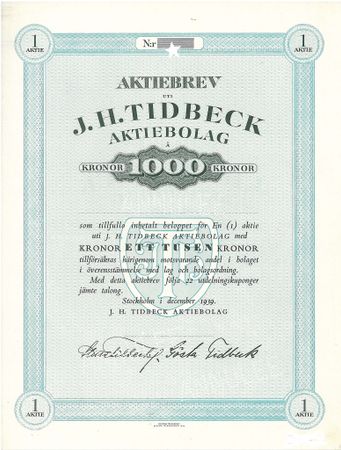 1
AKTIE
N:r
1
AKTIE
AKTIEBREV
UTI
J. H. TIDBECK
AKTIEBOLAG
Å
KRONOR 1000 KRONOR
som tillfullo inbetalt beloppet för En (1) aktie
uti J. H. TIDBECK AKTIEBOLAG med
KRONOR ETT TUSEN KRONOR
tillförsäkras härigenom motsvarande andel i bolaget
i överensstämmelse med lag och bolagsordning.
Med detta aktiebrev följa 22 utdelningskuponger
jämte talong.
Stockholm i december 1939.
J. H. TIDBECK AKTIEBOLAG
Gösta Tidbeck
1
AKTIE
1
AKTIE